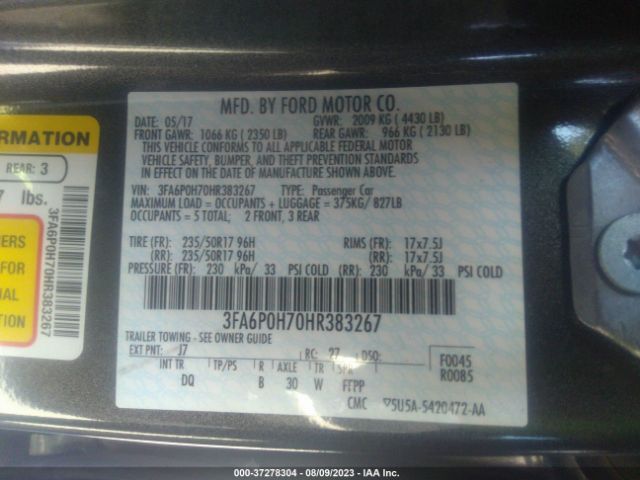 ORMATION
REAR: 3
7 lbs.
3FA6P0H70HR383267
ERS
FOR
MFD. BY FORD MOTOR CO.
DATE: 05/17 GVWR: 2009 KG ( 4430 LB)
FRONT GAWR: 1066 KG ( 2350 LB) REAR GAWR: 966 KG ( 2130 LB)
THIS VEHICLE CONFORMS TO ALL APPLICABLE FEDERAL MOTOR
VEHICLE SAFETY, BUMPER, AND THEFT PREVENTION STANDARDS
IN EFFECT ON THE DATE OF MANUFACTURE SHOWN ABOVE.
VIN: 3FA6P0H70HR383267 TYPE: Passenger Car
MAXIMUM LOAD = OCCUPANTS + LUGGAGE = 375KG/ 827LB
OCCUPANTS = 5 TOTAL; 2 FRONT, 3 REAR
TIRE (FR): 235/50R17 96H RIMS (FR): 17x7.5J
(RR): 235/50R17 96H (RR): 17x7.5J
PRESSURE (FR): 230 kPa/ 33 PSI COLD (RR): 230 kPa/ 33 PSI COLD
3FA6P0H70HR383267
TRAILER TOWING - SEE OWNER GUIDE
EXT PNT: J7 RC: 27 DSO: F0045
INT TR TP/PS R AXLE TR SPR R0085
DQ B 30 W FFPP
CMC 5U5A-5420472-AA
000-37278304 - 08/09/2023 - IAA Inc.